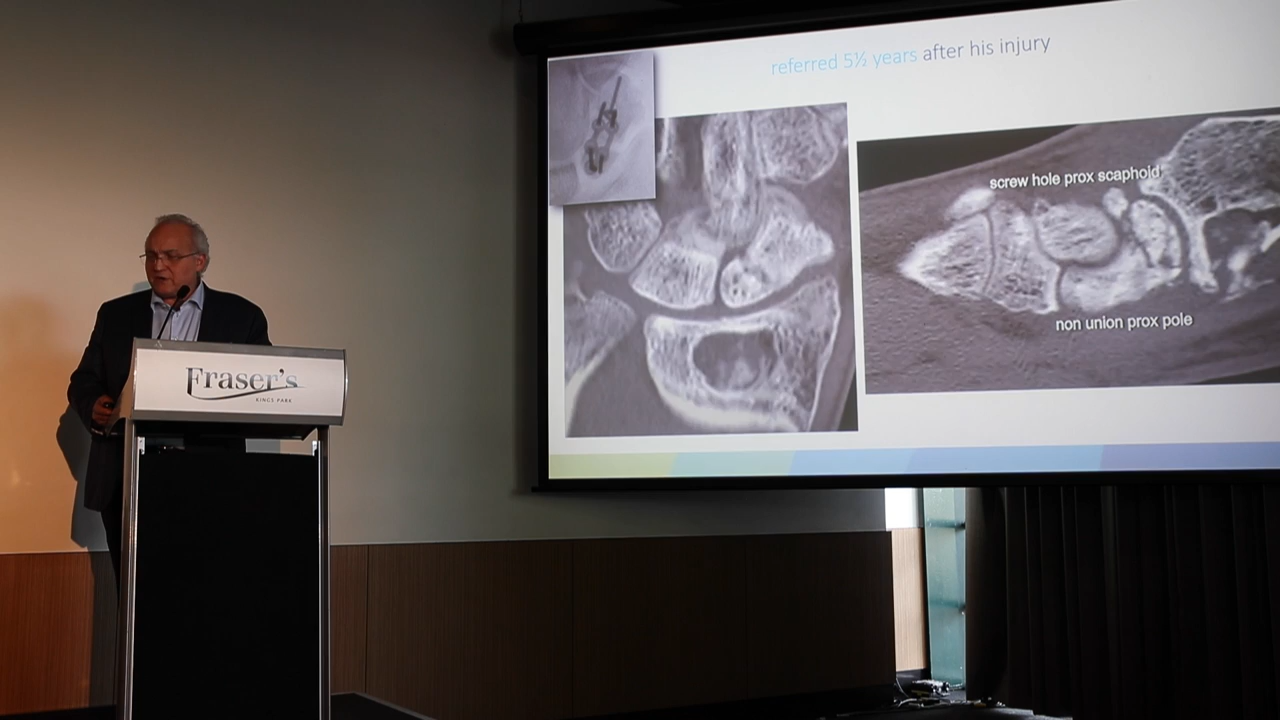 referred 5½ years after his injury
screw hole prox scaphoid
non union prox pole
Fraser's
KINGS PARK